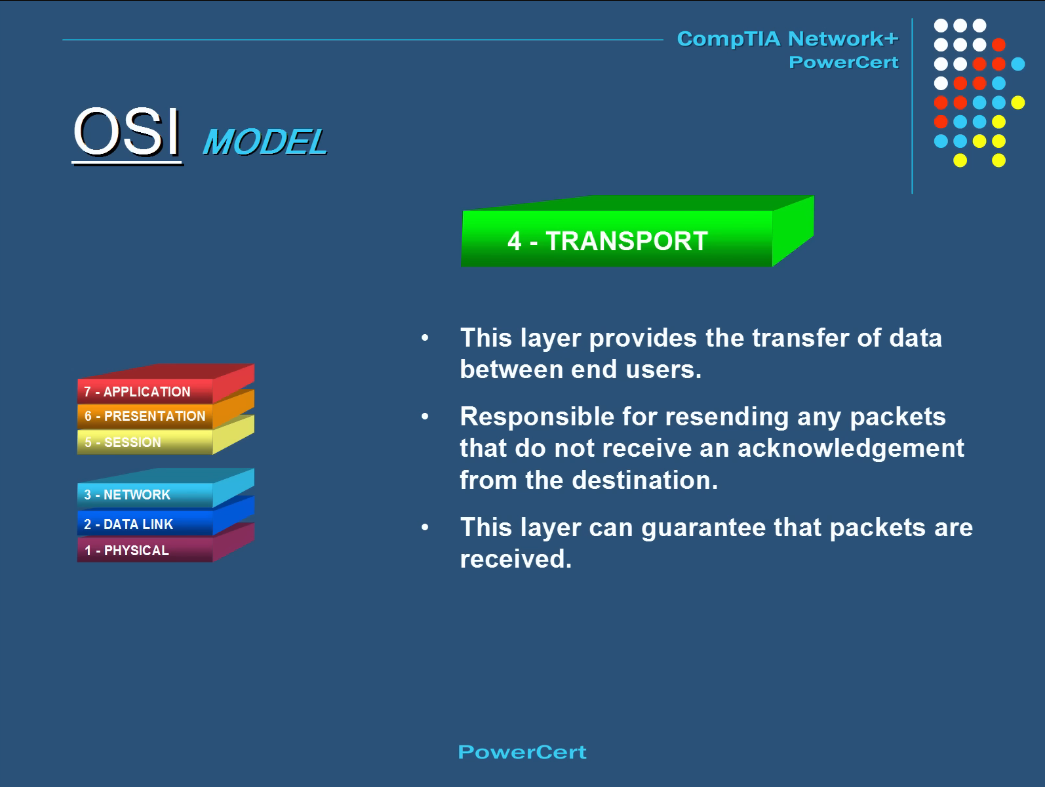 CompTIA Network+
PowerCert
OSI MODEL
4 - TRANSPORT
• This layer provides the transfer of data
between end users.
• Responsible for resending any packets
that do not receive an acknowledgement
from the destination.
• This layer can guarantee that packets are
received.
7 - APPLICATION
6 - PRESENTATION
5 - SESSION
3 - NETWORK
2 - DATA LINK
1 - PHYSICAL
PowerCert